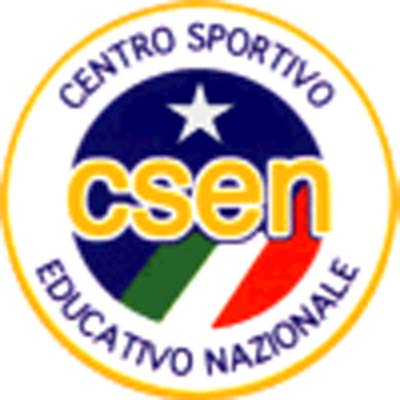 CENTRO SPORTIVO
csen
EDUCATIVO NAZIONALE